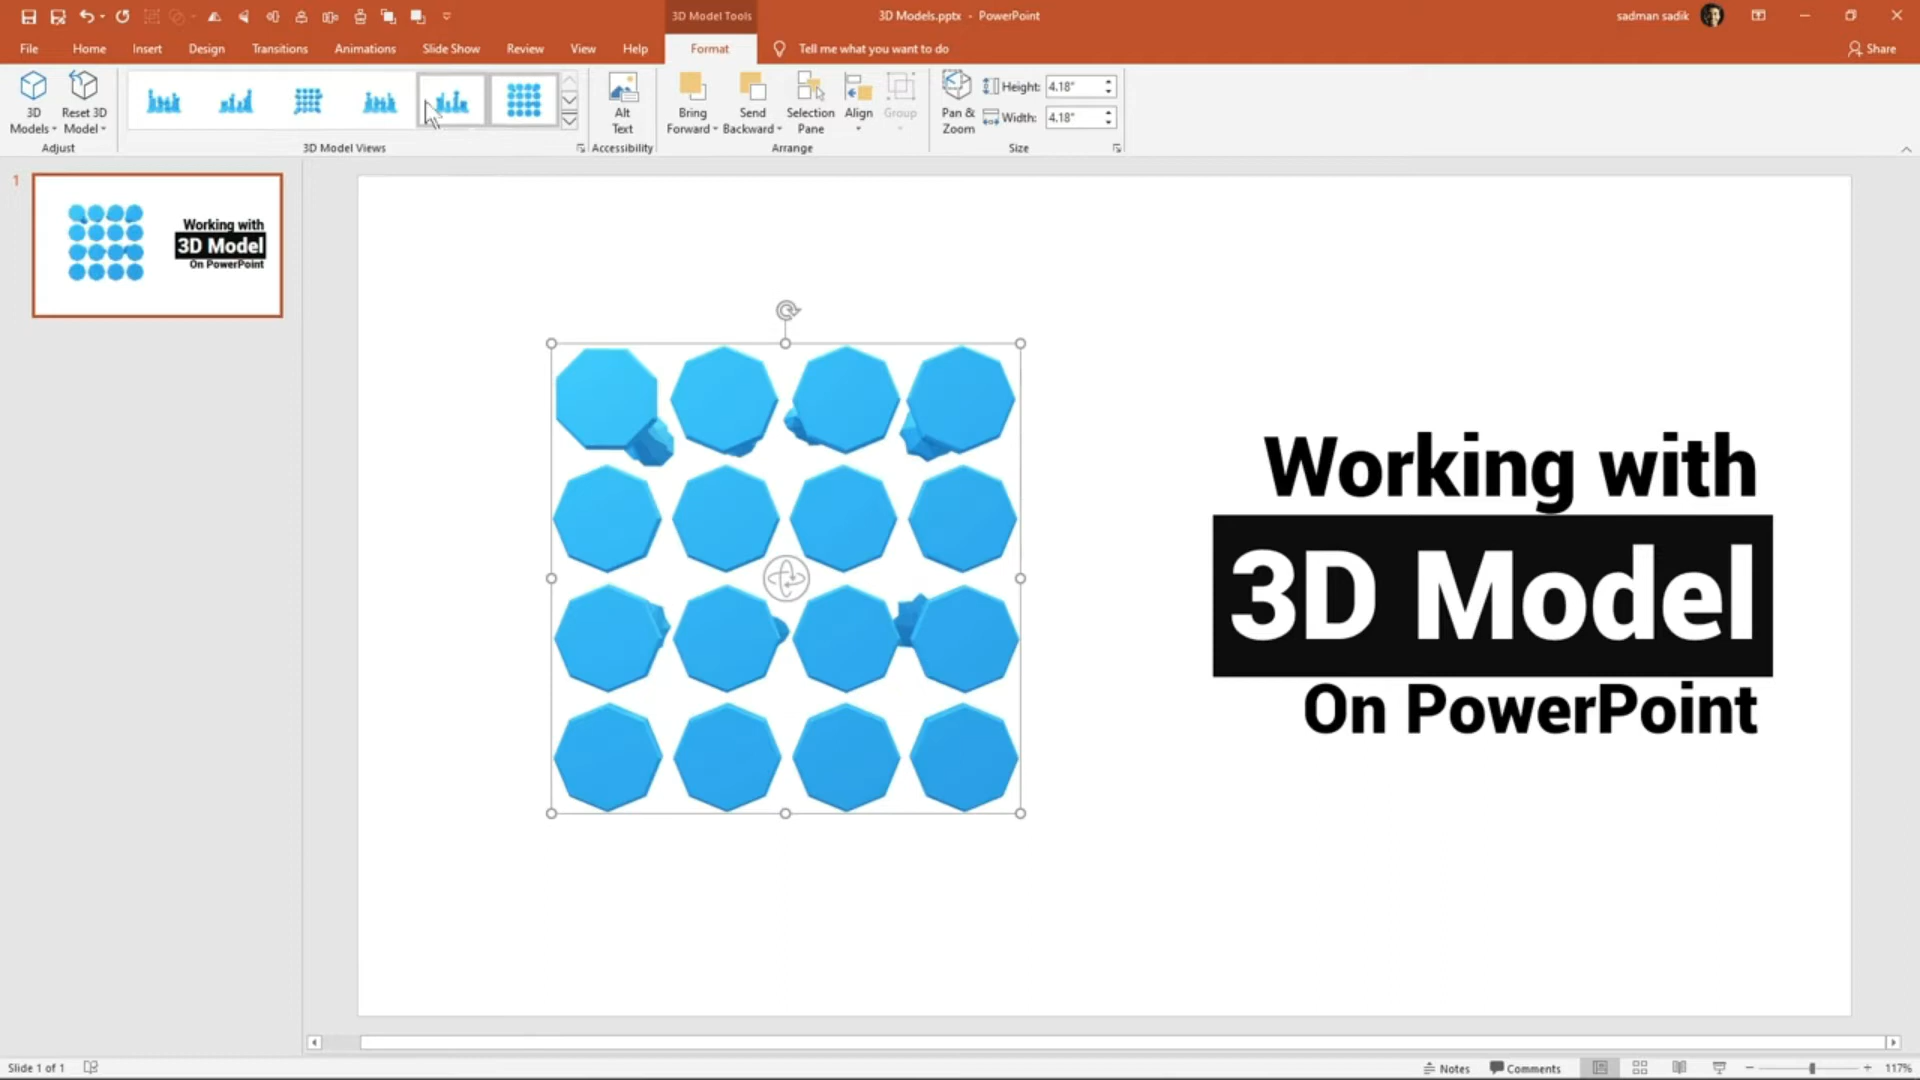 3D Model Tools
3D Models.pptx - PowerPoint
sadman sadik
File Home Insert Design Transitions Animations Slide Show Review View Help Format Tell me what you want to do Share
3D Models
Reset 3D Model
Adjust
3D Model Views
Alt Text
Accessibility
Bring Forward
Send Backward
Selection Pane
Align
Group
Arrange
Pan & Zoom
Height: 4.18"
Width: 4.18"
Size
1
Working with
3D Model
On PowerPoint
Working with
3D Model
On PowerPoint
Slide 1 of 1
Notes Comments 117%